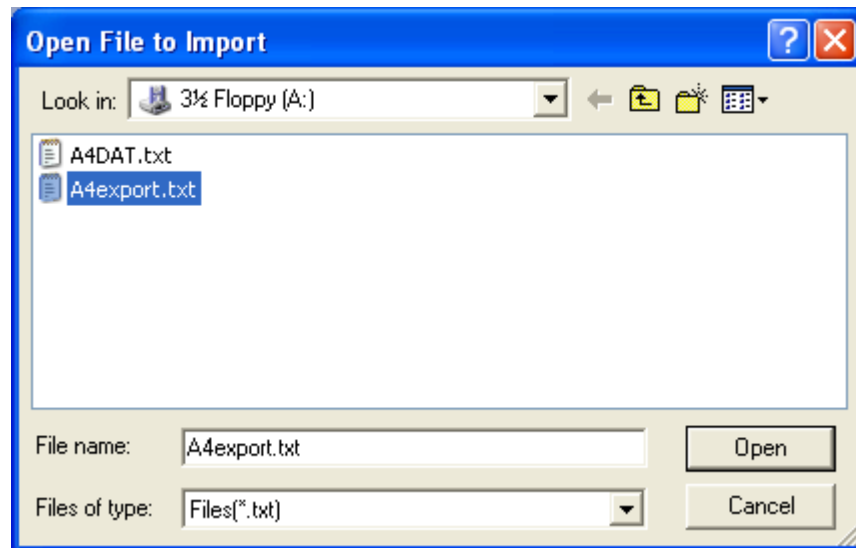 Open File to Import
Look in: 3½ Floppy (A:)
A4DAT.txt
A4export.txt
File name: A4export.txt Open
Files of type: Files(*.txt) Cancel